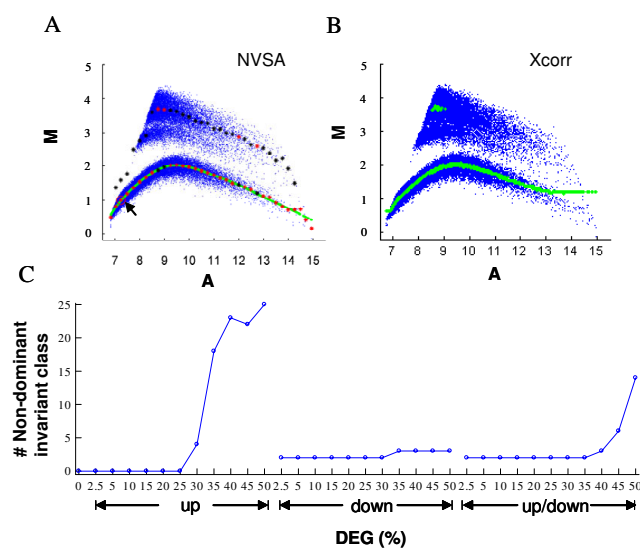 A
B
NVSA
Xcorr
5
4
3
2
1
0
M
7 8 9 10 11 12 13 14 15
A
5
4
3
2
1
0
M
7 8 9 10 11 12 13 14 15
A
C
# Non-dominant
invariant class
25
20
15
10
5
0
0 2.5 5 10 15 20 25 30 35 40 45 50 2.5 5 10 15 20 25 30 35 40 45 50 2.5 5 10 15 20 25 30 35 40 45 50
up down up/down
DEG (%)